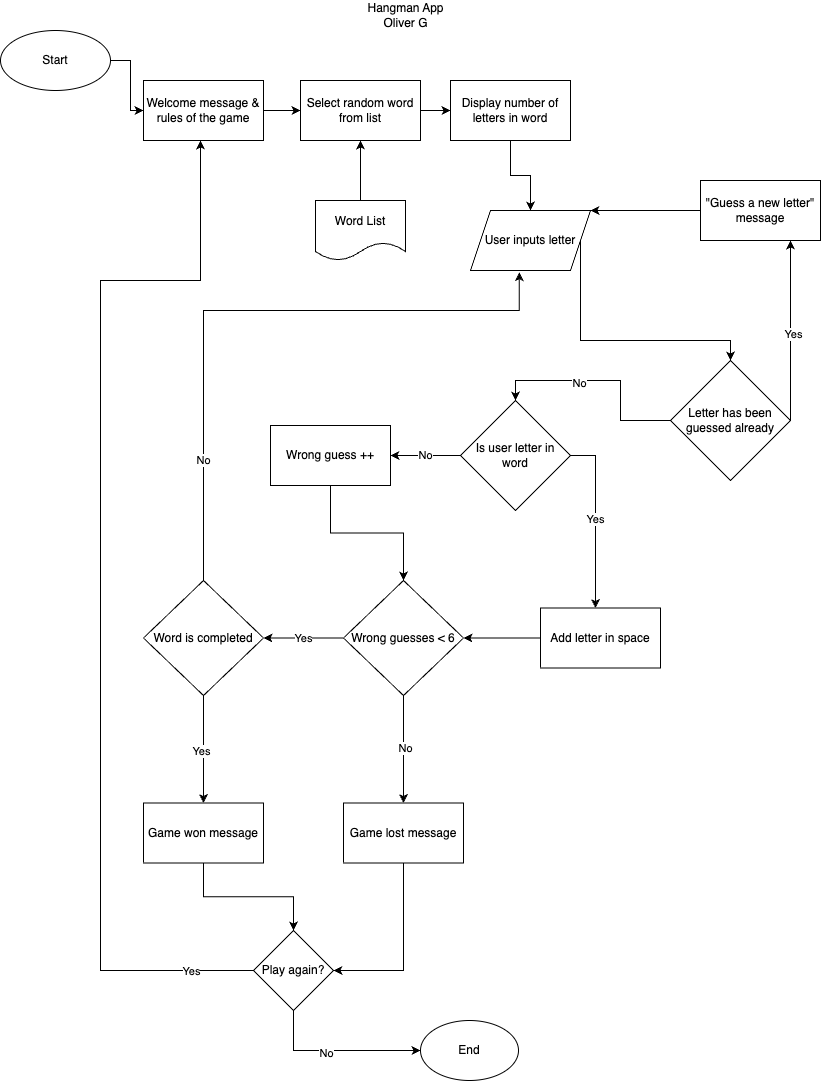 Hangman App
Oliver G
Start
Welcome message &
rules of the game
Select random word
from list
Display number of
letters in word
Word List
User inputs letter
"Guess a new letter"
message
Yes
Letter has been
guessed already
No
Is user letter in
word
No
Wrong guess ++
Yes
No
Word is completed
Yes
Wrong guesses < 6
Add letter in space
Yes
No
Game won message
Game lost message
Play again?
Yes
No
End